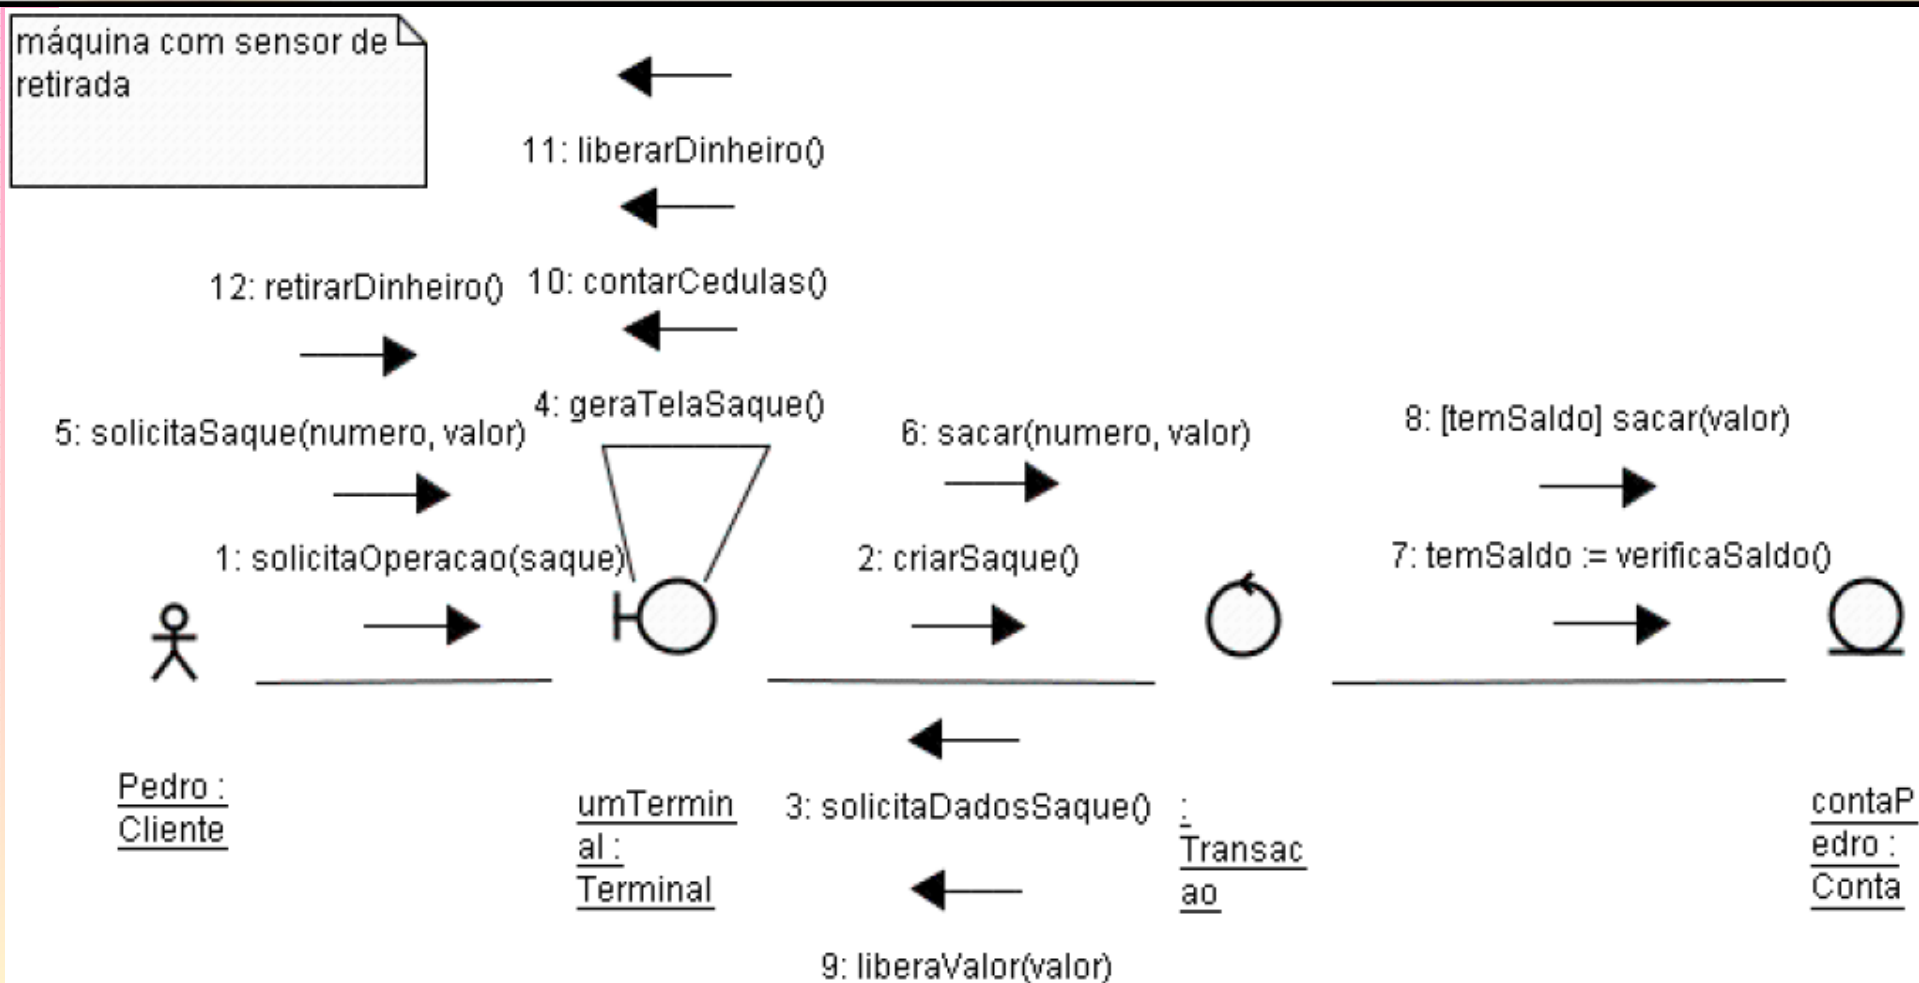 máquina com sensor de
retirada
11: liberarDinheiro()
12: retirarDinheiro()
10: contarCedulas()
4: geraTelaSaque()
5: solicitaSaque(numero, valor)
6: sacar(numero, valor)
8: [temSaldo] sacar(valor)
1: solicitaOperacao(saque)
2: criarSaque()
7: temSaldo := verificaSaldo()
Pedro :
Cliente
umTermin
al :
Terminal
3: solicitaDadosSaque()
:
Transac
ao
contaP
edro :
Conta
9: liberaValor(valor)